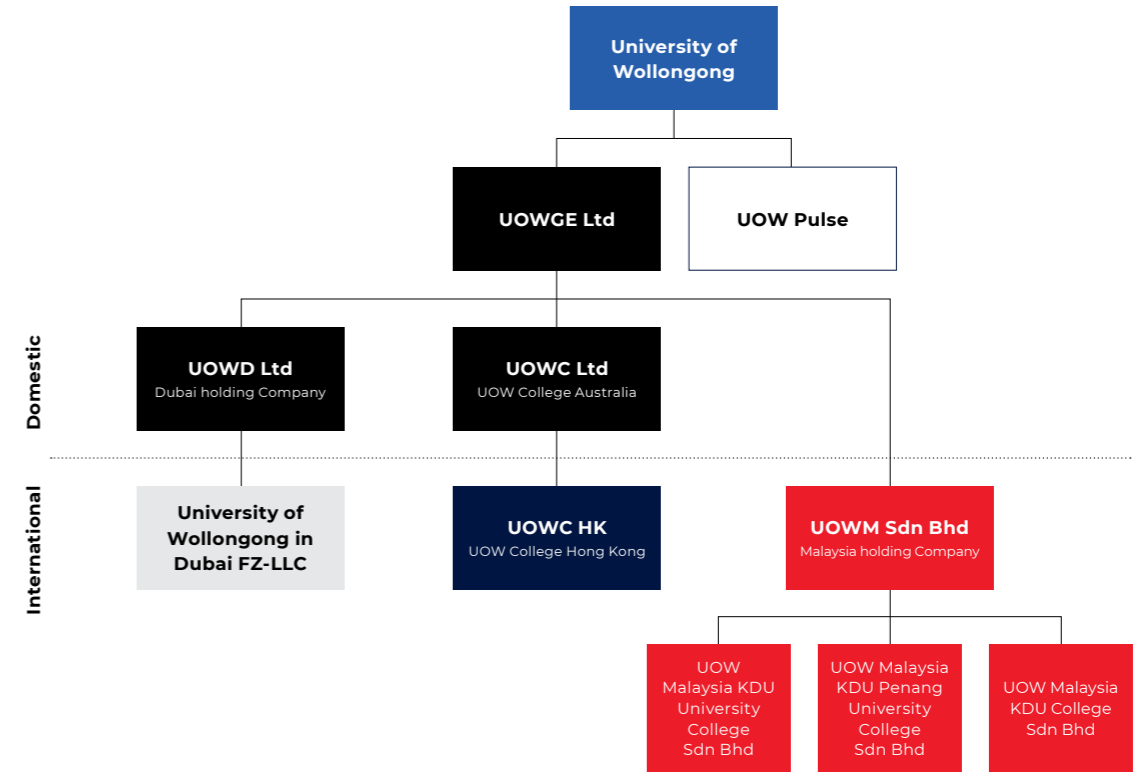 University of
Wollongong
UOWGE Ltd
UOW Pulse
Domestic
UOWD Ltd
Dubai holding Company
UOWC Ltd
UOW College Australia
International
University of
Wollongong in
Dubai FZ-LLC
UOWC HK
UOW College Hong Kong
UOWM Sdn Bhd
Malaysia holding Company
UOW
Malaysia KDU
University
College
Sdn Bhd
UOW Malaysia
KDU Penang
University
College
Sdn Bhd
UOW Malaysia
KDU College
Sdn Bhd